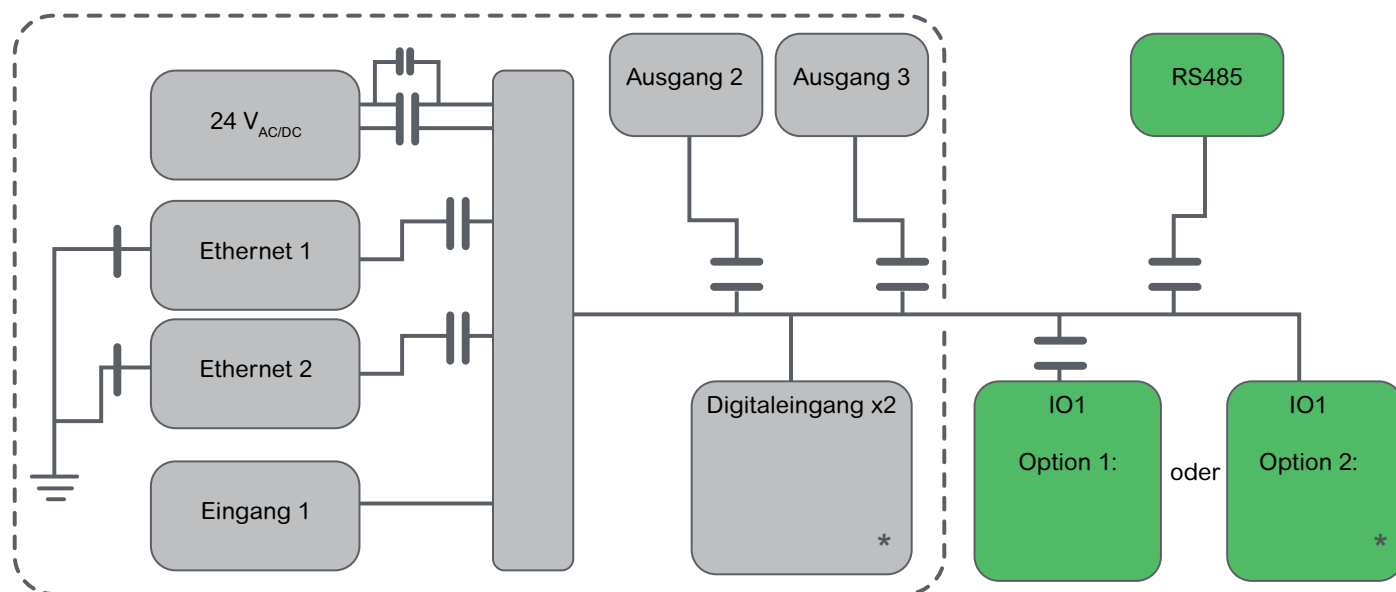 Ausgang 2
Ausgang 3
RS485
24 V AC/DC
Ethernet 1
Ethernet 2
Eingang 1
Digitaleingang x2
*
IO1
Option 1:
oder
IO1
Option 2:
*